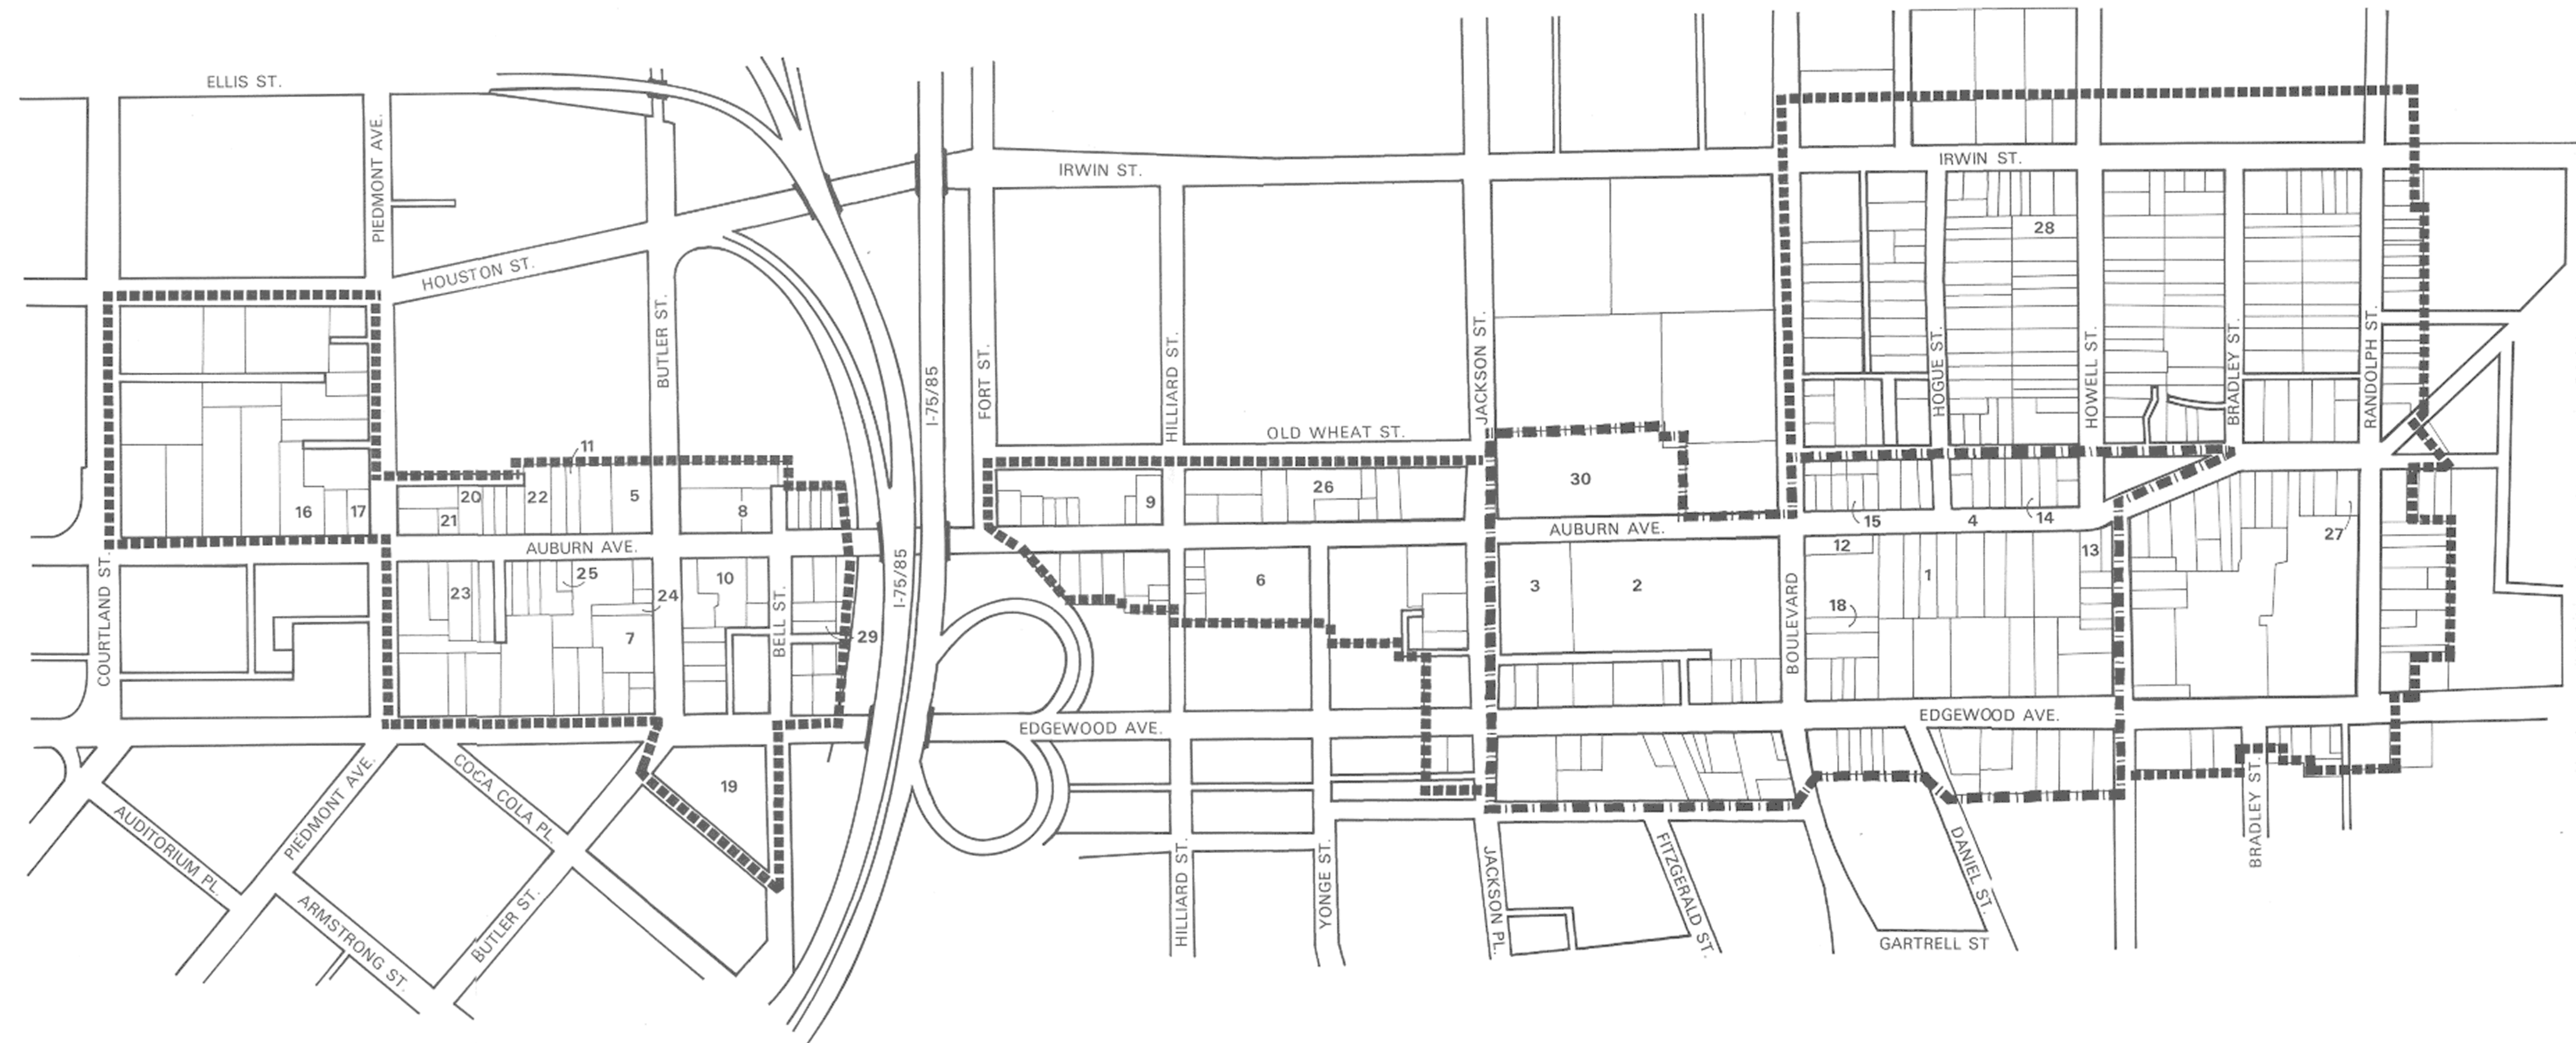 ELLIS ST.
PIEDMONT AVE.
IRWIN ST.
IRWIN ST.
28
HOUSTON ST.
BUTLER ST.
I-75/85
FORT ST.
HILLIARD ST.
JACKSON ST.
HOGUE ST.
HOWELL ST.
BRADLEY ST.
RANDOLPH ST.
OLD WHEAT ST.
11
20
22
5
9
26
30
16
17
21
8
15
4
14
27
AUBURN AVE.
AUBURN AVE.
12
13
COURTLAND ST.
23
25
24
10
BELL ST.
I-75/85
6
3
2
BOULEVARD
1
18
7
29
EDGEWOOD AVE.
EDGEWOOD AVE.
19
COCA COLA PL.
PIEDMONT AVE.
AUDITORIUM PL.
ARMSTRONG ST.
BUTLER ST.
HILLIARD ST.
YONGE ST.
JACKSON PL.
FITZGERALD ST.
DANIEL ST.
BRADLEY ST.
GARTRELL ST